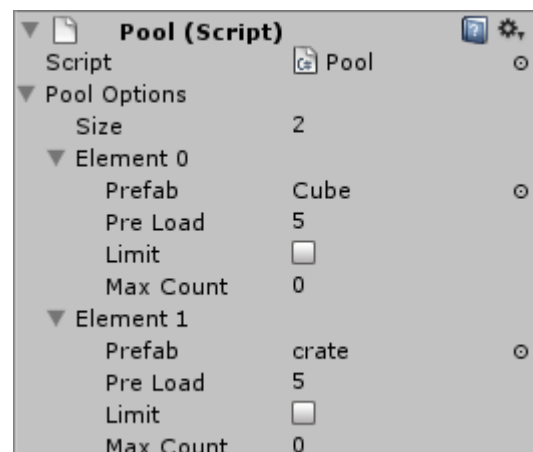 Pool (Script)
Script C# Pool
Pool Options
Size 2
Element 0
Prefab Cube
Pre Load 5
Limit
Max Count 0
Element 1
Prefab crate
Pre Load 5
Limit
Max Count 0